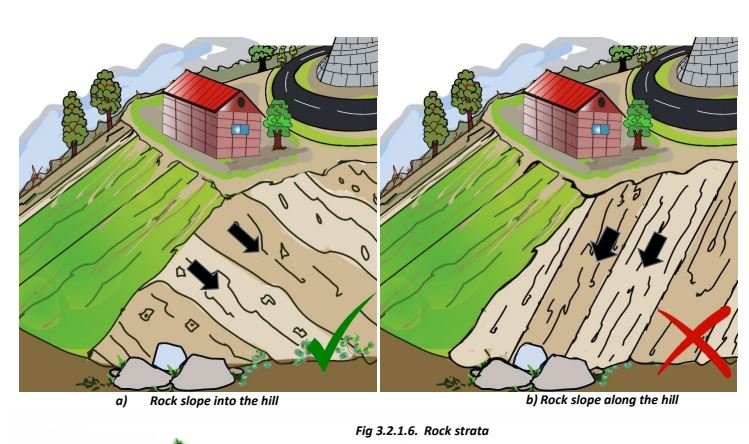 a) Rock slope into the hill
b) Rock slope along the hill
Fig 3.2.1.6. Rock strata